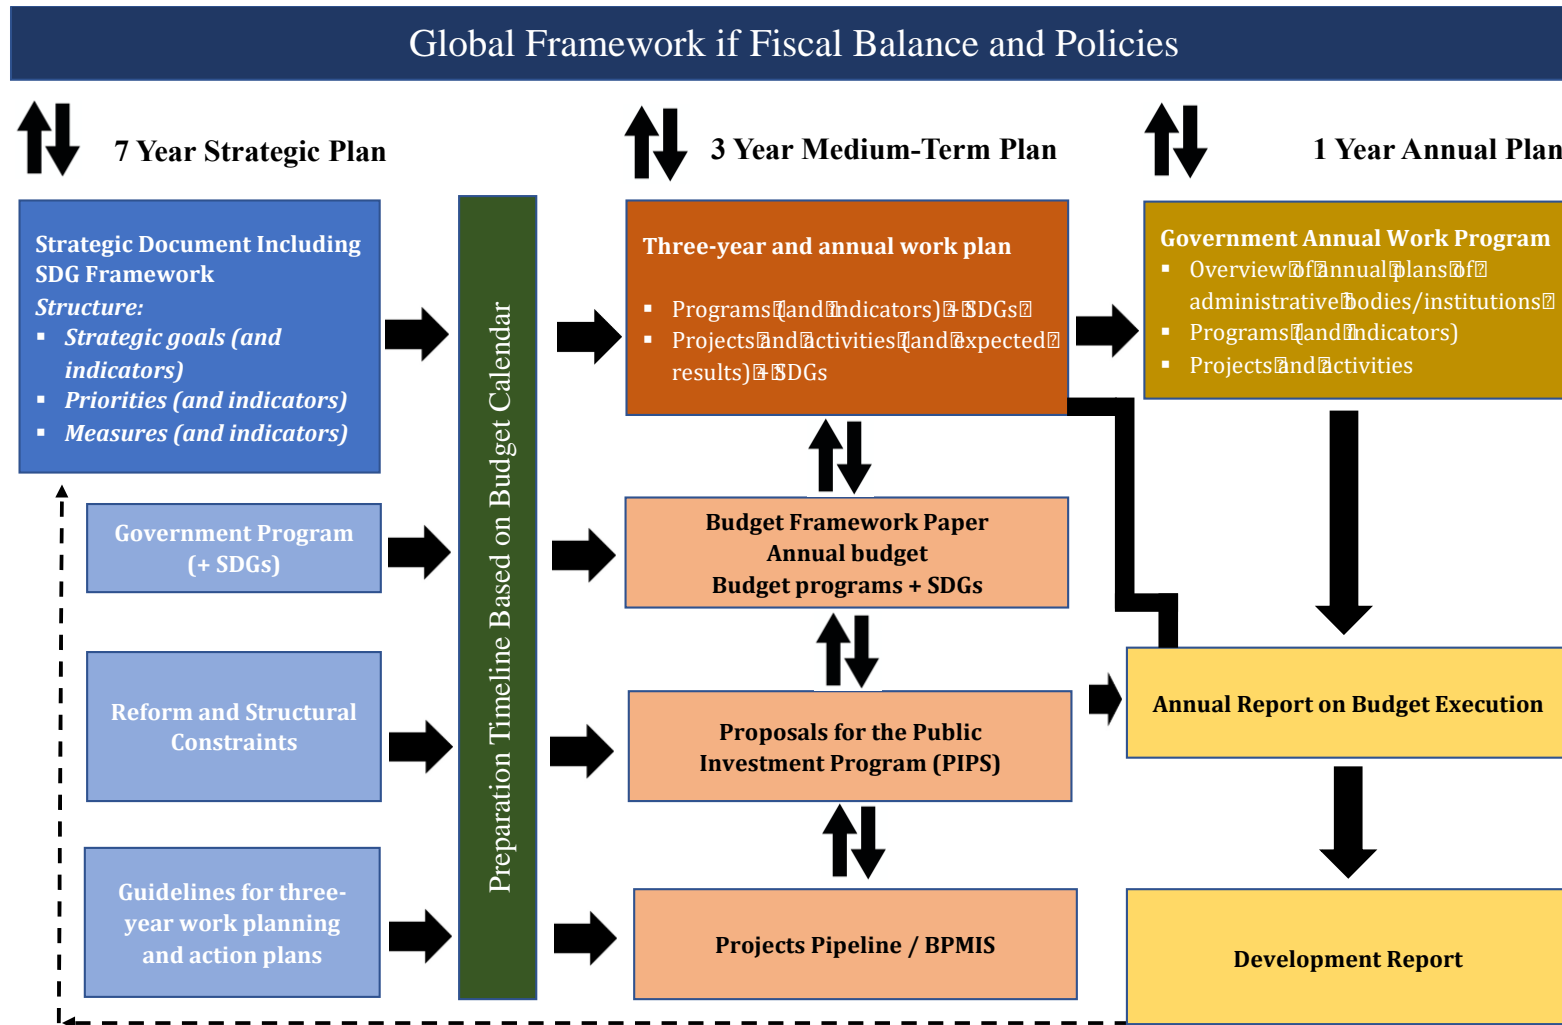 Global Framework if Fiscal Balance and Policies
7 Year Strategic Plan
3 Year Medium-Term Plan
1 Year Annual Plan
Strategic Document Including
SDG Framework
Structure:
▪ Strategic goals (and
indicators)
▪ Priorities (and indicators)
▪ Measures (and indicators)
Government Program
(+ SDGs)
Reform and Structural
Constraints
Guidelines for three-
year work planning
and action plans
Preparation Timeline Based on Budget Calendar
Three-year and annual work plan
▪ Programs (and indicators) + SDGs
▪ Projects and activities (and expected
results) + SDGs
Budget Framework Paper
Annual budget
Budget programs + SDGs
Proposals for the Public
Investment Program (PIPS)
Projects Pipeline / BPMIS
Government Annual Work Program
▪ Overview of annual plans of
administrative bodies/institutions
▪ Programs (and indicators)
▪ Projects and activities
Annual Report on Budget Execution
Development Report